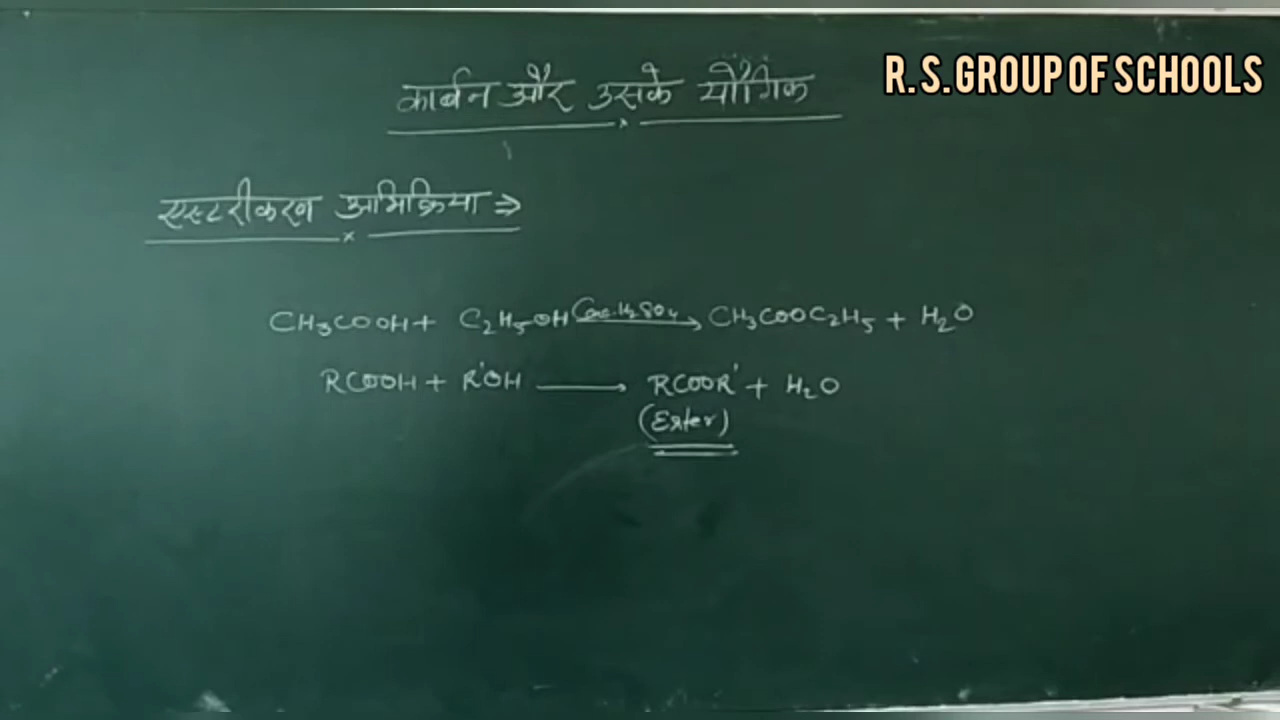 R. S. GROUP OF SCHOOLS
कार्बन और उसके यौगिक
एस्टरीकरण अभिक्रिया ⇒
CH₃COOH + C₂H₅OH Conc. H₂SO₄ → CH₃COOC₂H₅ + H₂O
RCOOH + R'OH → RCOOR' + H₂O
(Ester)